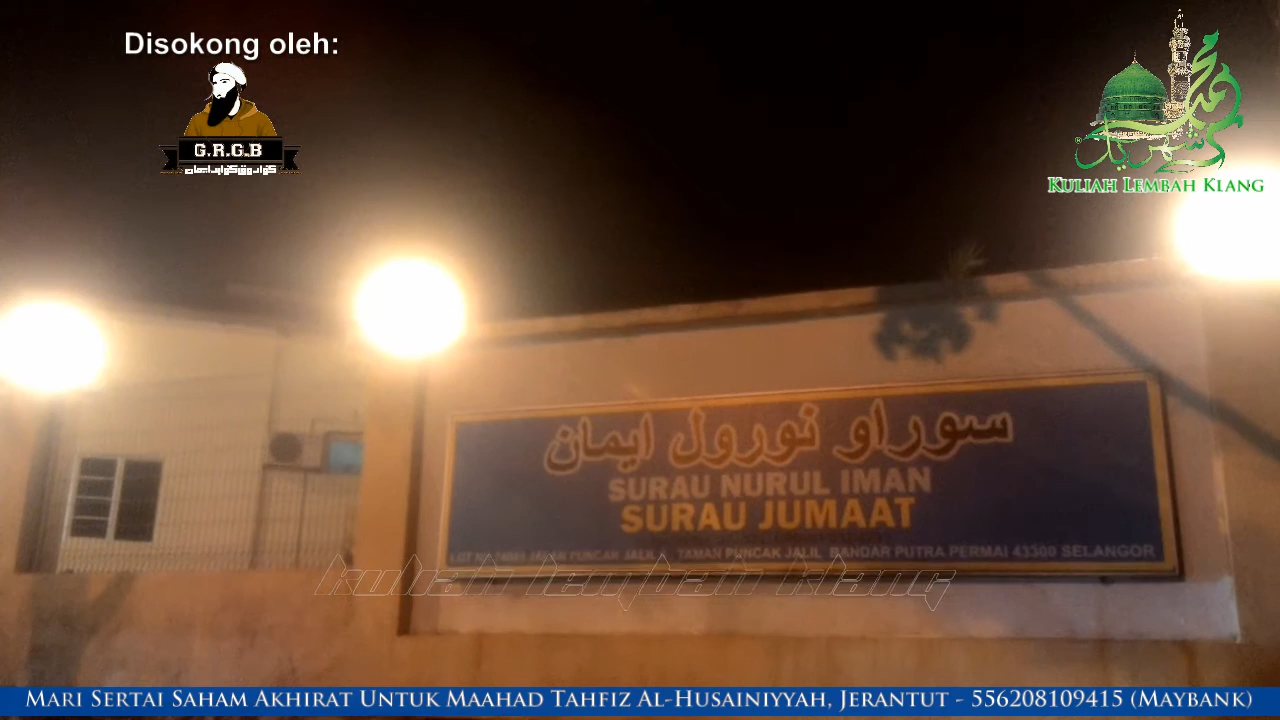 Disokong oleh:
G.R.G.B
KULIAH LEMBAH KLANG
سوراو نورول ايمان
SURAU NURUL IMAN
SURAU JUMAAT
JALAN PUNCAK JALIL TAMAN PUNCAK JALIL, BANDAR PUTRA PERMAI 43300 SELANGOR
kuliah lembah klang
MARI SERTAI SAHAM AKHIRAT UNTUK MAAHAD TAHFIZ AL-HUSAINIYYAH, JERANTUT - 556208109415 (MAYBANK)